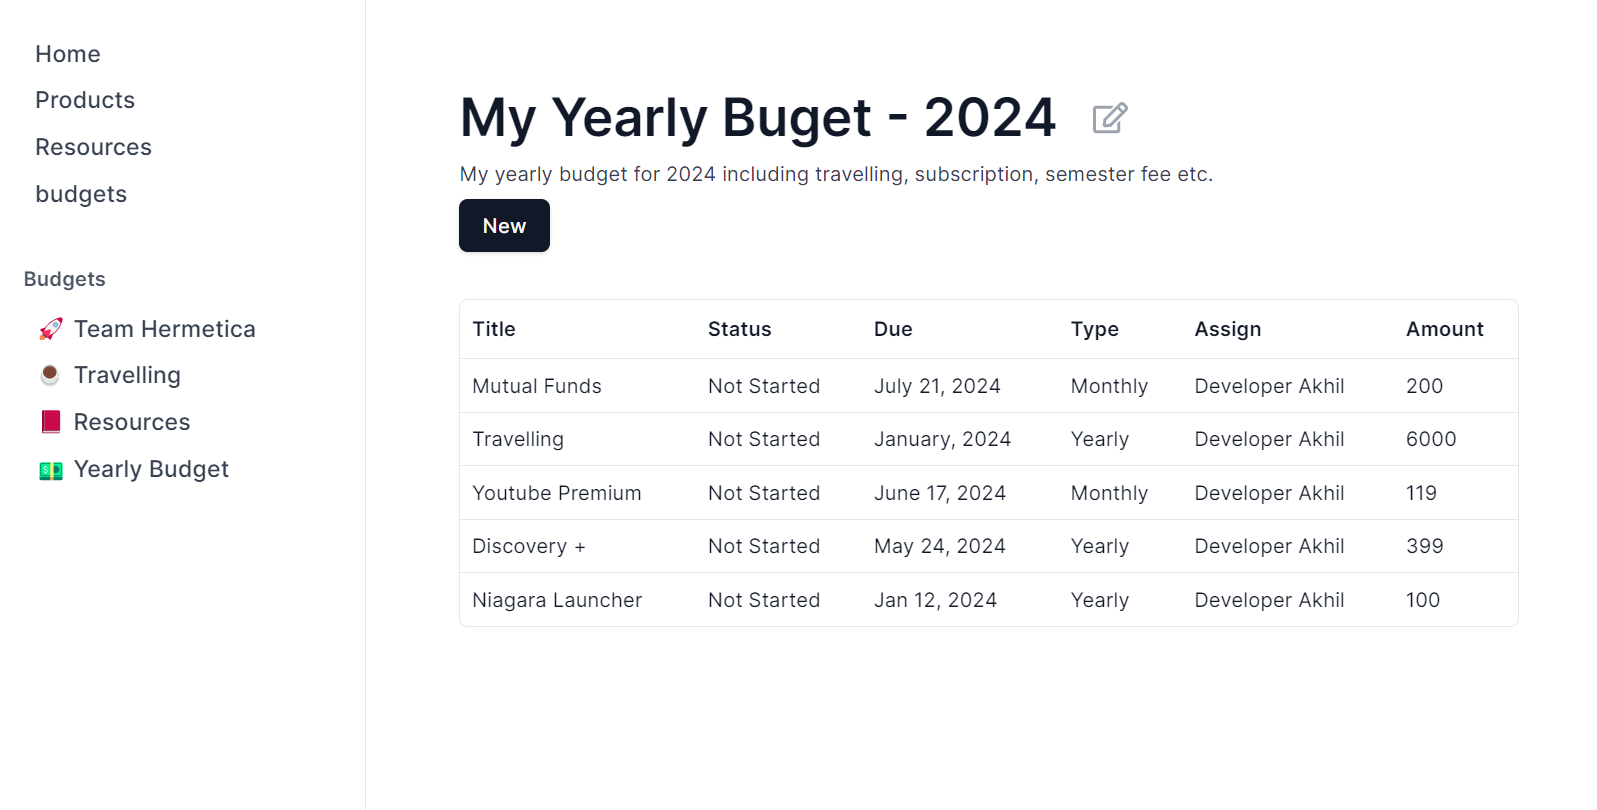 Home
Products
Resources
budgets
Budgets
Team Hermetica
Travelling
Resources
Yearly Budget
My Yearly Buget - 2024
My yearly budget for 2024 including travelling, subscription, semester fee etc.
New
Title Status Due Type Assign Amount
Mutual Funds Not Started July 21, 2024 Monthly Developer Akhil 200
Travelling Not Started January, 2024 Yearly Developer Akhil 6000
Youtube Premium Not Started June 17, 2024 Monthly Developer Akhil 119
Discovery + Not Started May 24, 2024 Yearly Developer Akhil 399
Niagara Launcher Not Started Jan 12, 2024 Yearly Developer Akhil 100